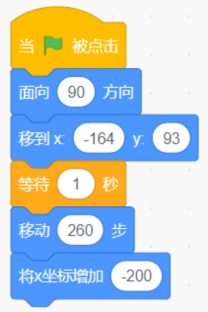 当 被点击
面向 90 方向
移到 x: -164 y: 93
等待 1 秒
移动 260 步
将x坐标增加 -200